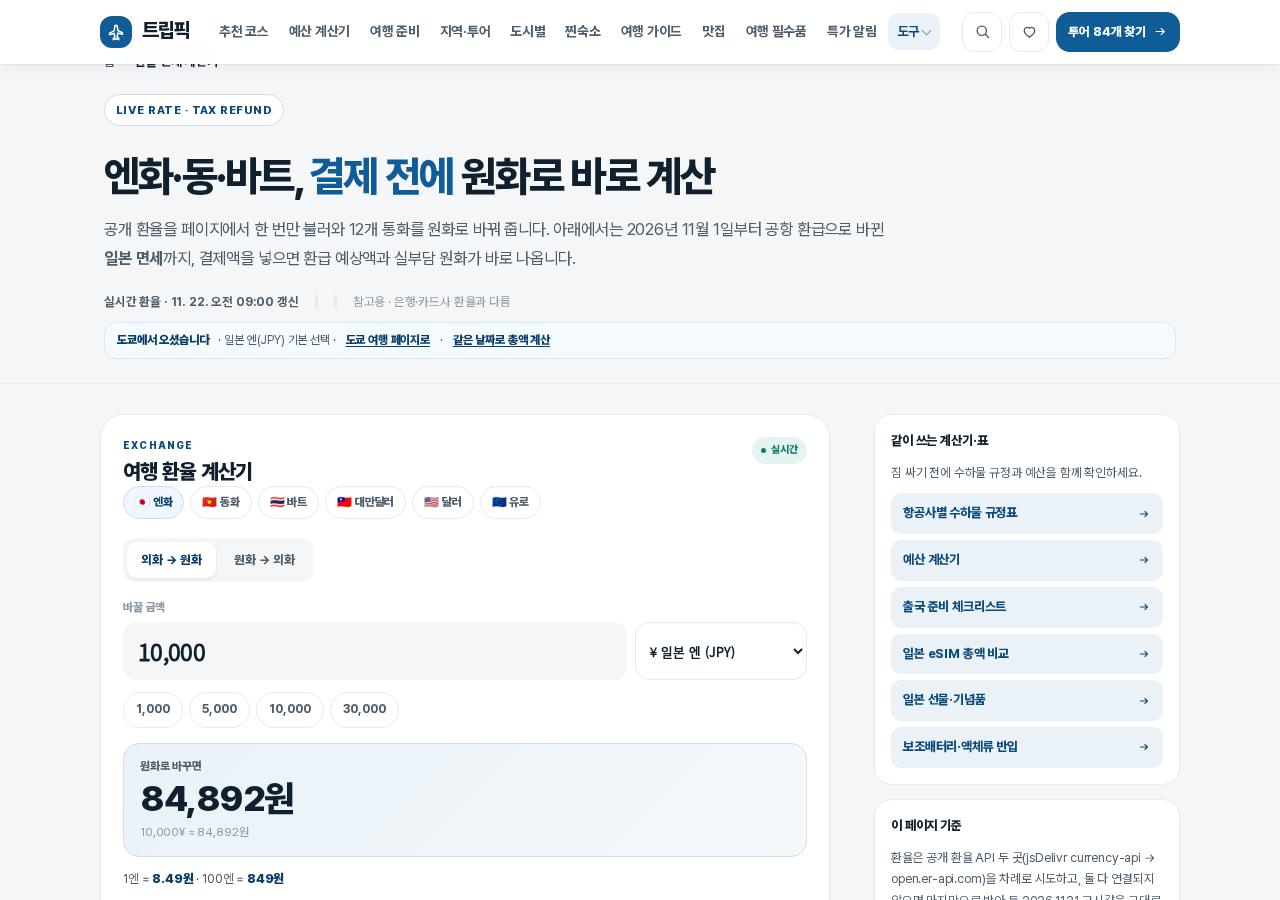 트립픽
추천 코스
예산 계산기
여행 준비
지역·투어
도시별
찐숙소
여행 가이드
맛집
여행 필수품
특가 알림
도구
투어 84개 찾기 →
LIVE RATE · TAX REFUND
엔화·동·바트, 결제 전에 원화로 바로 계산
공개 환율을 페이지에서 한 번만 불러와 12개 통화를 원화로 바꿔 줍니다. 아래에서는 2026년 11월 1일부터 공항 환급으로 바뀐
일본 면세까지, 결제액을 넣으면 환급 예상액과 실부담 원화가 바로 나옵니다.
실시간 환율 · 11. 22. 오전 09:00 갱신
참고용 · 은행·카드사 환율과 다름
도쿄에서 오셨습니다 · 일본 엔(JPY) 기본 선택 · 도쿄 여행 페이지로 · 같은 날짜로 총액 계산
EXCHANGE
여행 환율 계산기
실시간
🇯🇵 엔화
🇻🇳 동화
🇹🇭 바트
🇹🇼 대만달러
🇺🇸 달러
🇪🇺 유로
외화 → 원화
원화 → 외화
바꿀 금액
10,000
¥ 일본 엔 (JPY)
1,000
5,000
10,000
30,000
원화로 바꾸면
84,892원
10,000¥ ≈ 84,892원
1엔 = 8.49원 · 100엔 = 849원
같이 쓰는 계산기·표
짐 싸기 전에 수하물 규정과 예산을 함께 확인하세요.
항공사별 수하물 규정표 →
예산 계산기 →
출국 준비 체크리스트 →
일본 eSIM 총액 비교 →
일본 선물·기념품 →
보조배터리·액체류 반입 →
이 페이지 기준
환율은 공개 환율 API 두 곳(jsDelivr currency-api →
open.er-api.com)을 차례로 시도하고, 둘 다 연결되지